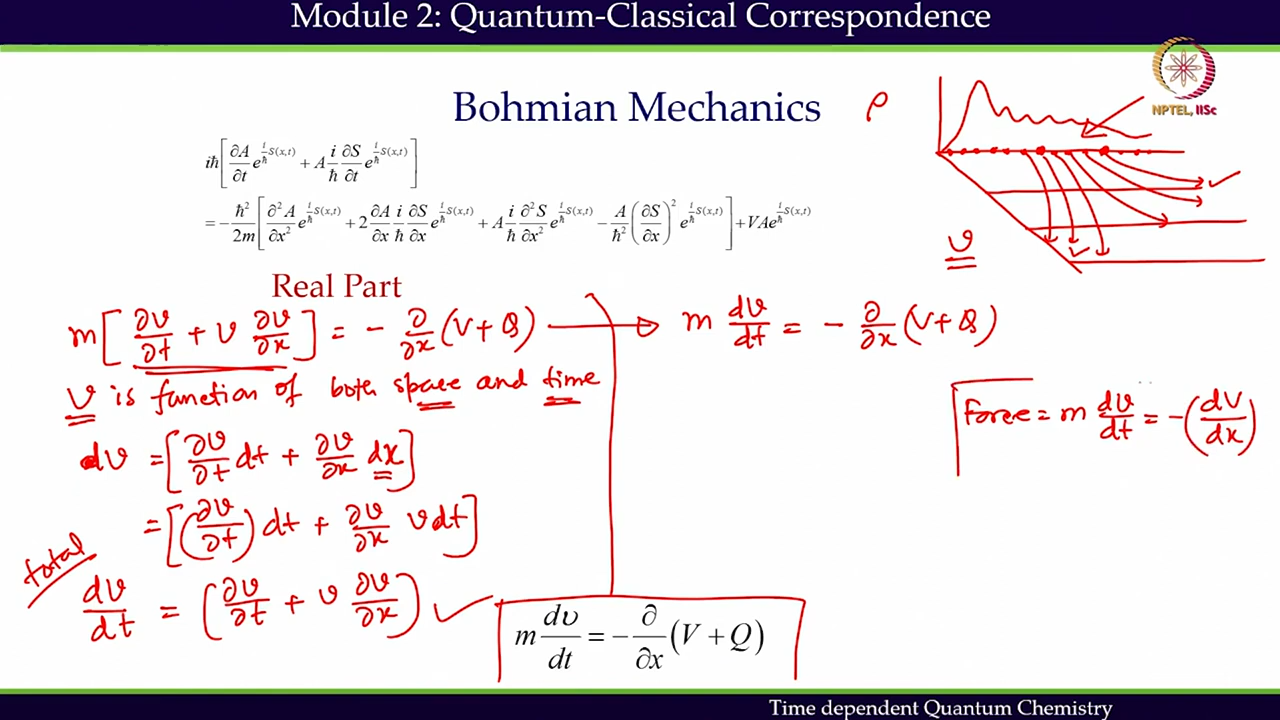 Module 2: Quantum-Classical Correspondence
NPTEL, IISc
Bohmian Mechanics
ρ
iħ[∂A/∂t e^{(i/ħ)S(x,t)} + A (i/ħ) ∂S/∂t e^{(i/ħ)S(x,t)}]
= -ħ²/2m [∂²A/∂x² e^{(i/ħ)S(x,t)} + 2 ∂A/∂x (i/ħ) ∂S/∂x e^{(i/ħ)S(x,t)} + A (i/ħ) ∂²S/∂x² e^{(i/ħ)S(x,t)} - A/ħ² (∂S/∂x)² e^{(i/ħ)S(x,t)}] + VAe^{(i/ħ)S(x,t)}
v
Real Part
m[∂v/∂t + v ∂v/∂x] = - ∂/∂x (V+Q)
m dv/dt = - ∂/∂x (V+Q)
v is function of both space and time
Force = m dv/dt = -(dV/dx)
dv = [∂v/∂t dt + ∂v/∂x dx]
= [(∂v/∂t) dt + ∂v/∂x v dt]
total
dv/dt = (∂v/∂t + v ∂v/∂x)
m dυ/dt = - ∂/∂x (V + Q)
Time dependent Quantum Chemistry